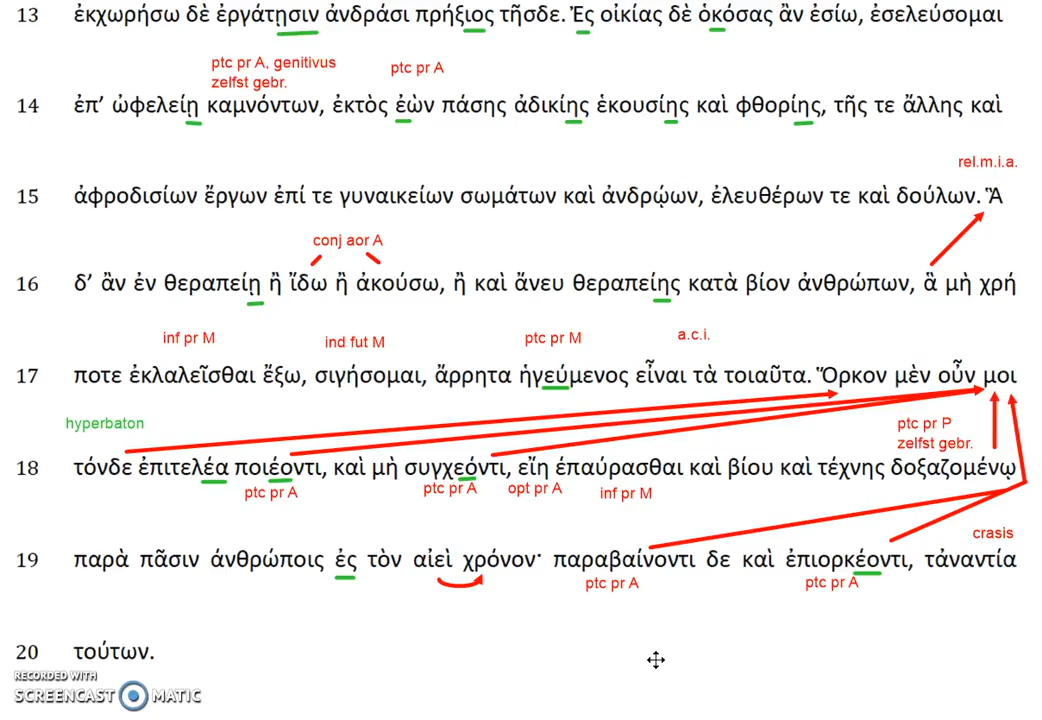 13 ἐκχωρήσω δὲ ἐργάτῃσιν ἀνδράσι πρήξιος τῆσδε. Ἐς οἰκίας δὲ ὁκόσας ἂν ἐσίω, ἐσελεύσομαι
ptc pr A, genitivus
zelfst gebr.
ptc pr A
14 ἐπ’ ὠφελείῃ καμνόντων, ἐκτὸς ἐὼν πάσης ἀδικίης ἑκουσίης καὶ φθορίης, τῆς τε ἄλλης καὶ
rel.m.i.a.
15 ἀφροδισίων ἔργων ἐπί τε γυναικείων σωμάτων καὶ ἀνδρῴων, ἐλευθέρων τε καὶ δούλων. Ἃ
conj aor A
16 δ’ ἂν ἐν θεραπείῃ ἢ ἴδω ἢ ἀκούσω, ἢ καὶ ἄνευ θεραπείης κατὰ βίον ἀνθρώπων, ἃ μὴ χρή
inf pr M ind fut M ptc pr M a.c.i.
17 ποτε ἐκλαλεῖσθαι ἔξω, σιγήσομαι, ἄρρητα ἡγεύμενος εἶναι τὰ τοιαῦτα. Ὅρκον μὲν οὖν μοι
hyperbaton ptc pr P
zelfst gebr.
18 τόνδε ἐπιτελέα ποιέοντι, καὶ μὴ συγχεόντι, εἴη ἐπαύρασθαι καὶ βίου καὶ τέχνης δοξαζομένῳ
ptc pr A ptc pr A opt pr A inf pr M
crasis
19 παρὰ πᾶσιν ἀνθρώποις ἐς τὸν αἰεὶ χρόνον· παραβαίνοντι δε καὶ ἐπιορκέοντι, τἀναντία
ptc pr A ptc pr A
20 τούτων.
RECORDED WITH
SCREENCAST MATIC